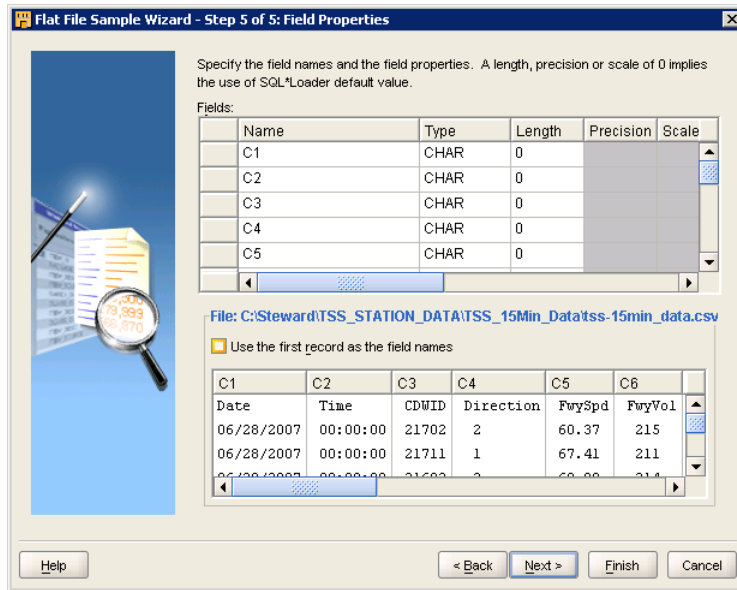 Flat File Sample Wizard - Step 5 of 5: Field Properties
Specify the field names and the field properties. A length, precision or scale of 0 implies
the use of SQL*Loader default value.
Fields:
Name Type Length Precision Scale
C1 CHAR 0
C2 CHAR 0
C3 CHAR 0
C4 CHAR 0
C5 CHAR 0
File: C:\Steward\TSS_STATION_DATA\TSS_15Min_Data\tss-15min_data.csv
Use the first record as the field names
C1 C2 C3 C4 C5 C6
Date Time CDWID Direction FwySpd FwyVol
06/28/2007 00:00:00 21702 2 60.37 215
06/28/2007 00:00:00 21711 1 67.41 211
Help < Back Next > Finish Cancel